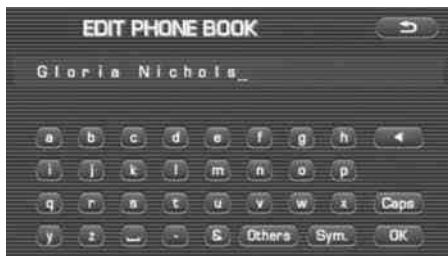 EDIT PHONE BOOK
Gloria Nichols_
a b c d e f g h
i j k l m n o p
q r s t u v w x Caps
y z - & Others Sym. OK